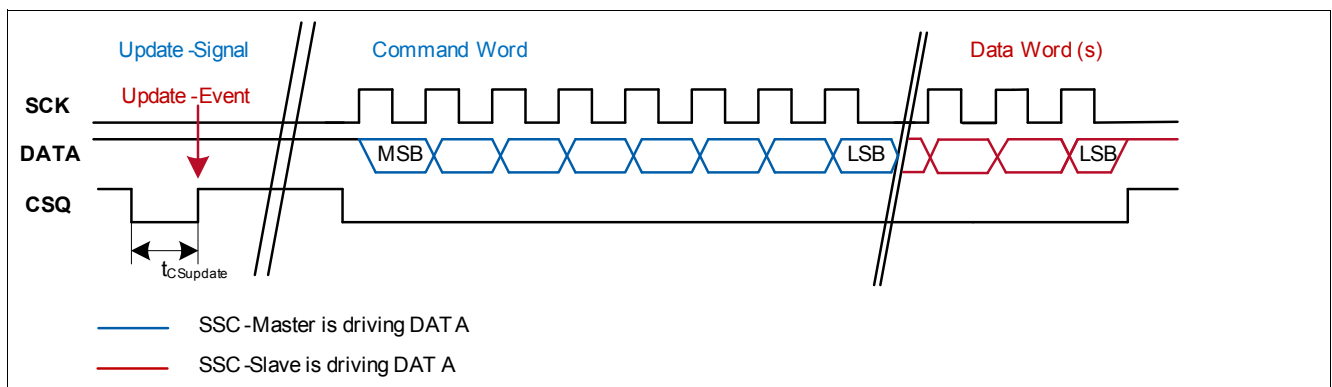 Update -Signal
Command Word
Data Word (s)
Update -Event
SCK
MSB
LSB
LSB
DATA
CSQ
tCSupdate
SSC -Master is driving DAT A
SSC -Slave is driving DAT A